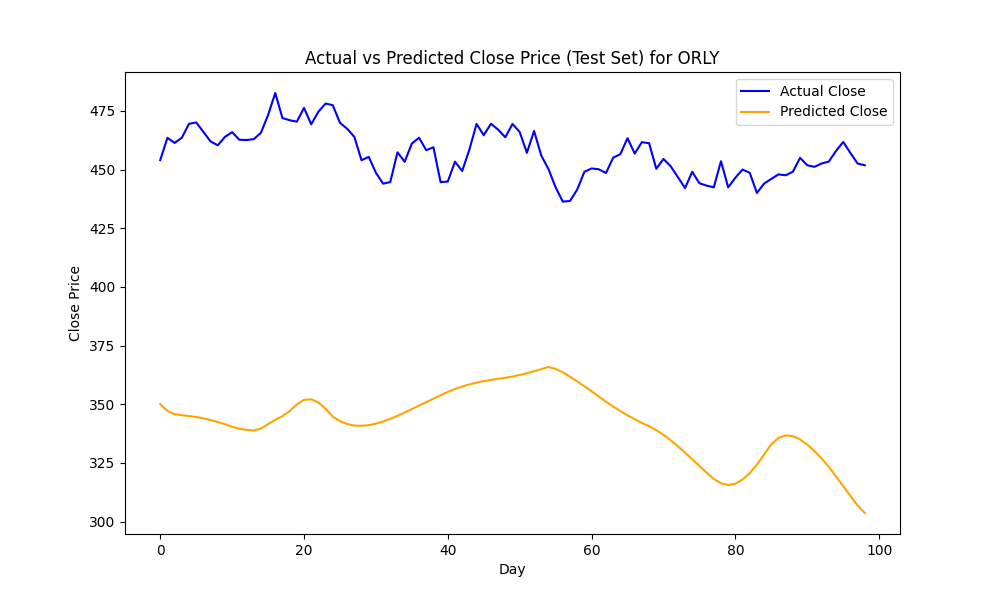 Actual vs Predicted Close Price (Test Set) for ORLY
Actual Close
Predicted Close
Close Price
475
450
425
400
375
350
325
300
0 20 40 60 80 100
Day